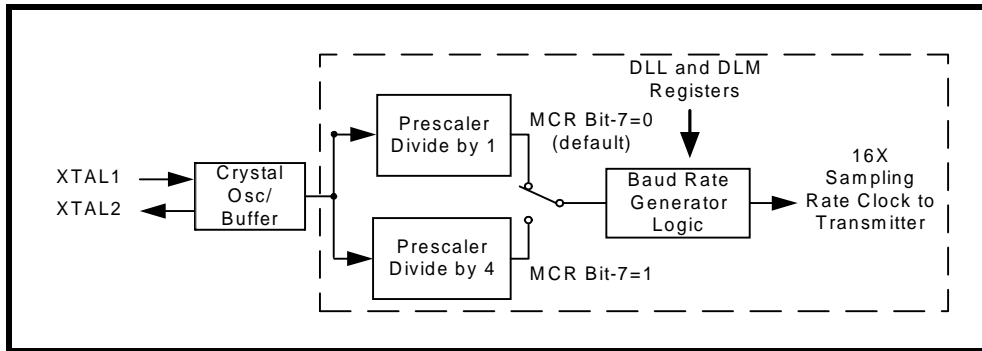 XTAL1
XTAL2
Crystal
Osc/
Buffer
Prescaler
Divide by 1
Prescaler
Divide by 4
MCR Bit-7=0
(default)
MCR Bit-7=1
DLL and DLM
Registers
Baud Rate
Generator
Logic
16X
Sampling
Rate Clock to
Transmitter